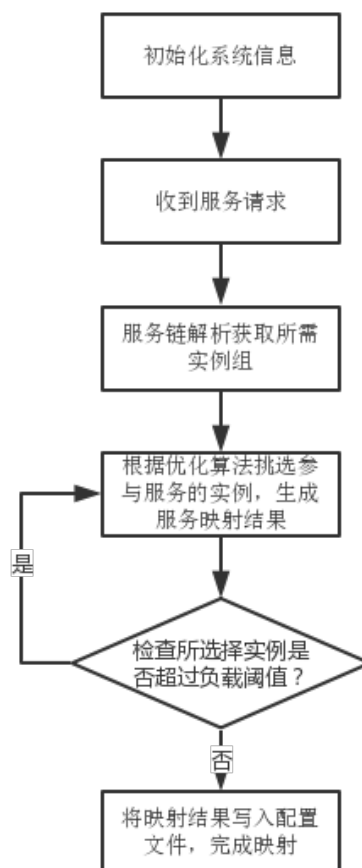 初始化系统信息
收到服务请求
服务链解析获取所需
实例组
根据优化算法挑选参
与服务的实例，生成
服务映射结果
是
检查所选择实例是
否超过负载阈值？
否
将映射结果写入配置
文件，完成映射